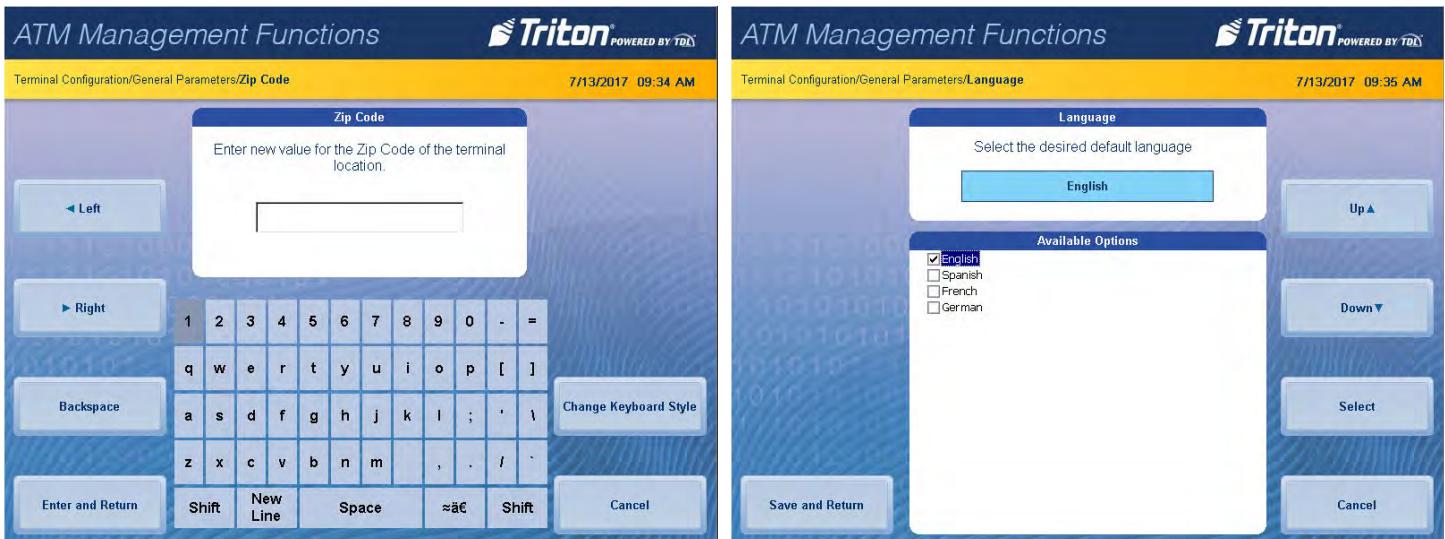 ATM Management Functions
Triton POWERED BY TDL
Terminal Configuration/General Parameters/Zip Code
7/13/2017 09:34 AM
Zip Code
Enter new value for the Zip Code of the terminal
location.
◄ Left
► Right
Backspace
Enter and Return
1 2 3 4 5 6 7 8 9 0 - =
q w e r t y u i o p [ ]
a s d f g h j k l ; ' \
z x c v b n m , . / `
Shift New Line Space ≈ä€ Shift
Change Keyboard Style
Cancel
ATM Management Functions
Triton POWERED BY TDL
Terminal Configuration/General Parameters/Language
7/13/2017 09:35 AM
Language
Select the desired default language
English
Available Options
English
Spanish
French
German
Up▲
Down▼
Select
Save and Return
Cancel